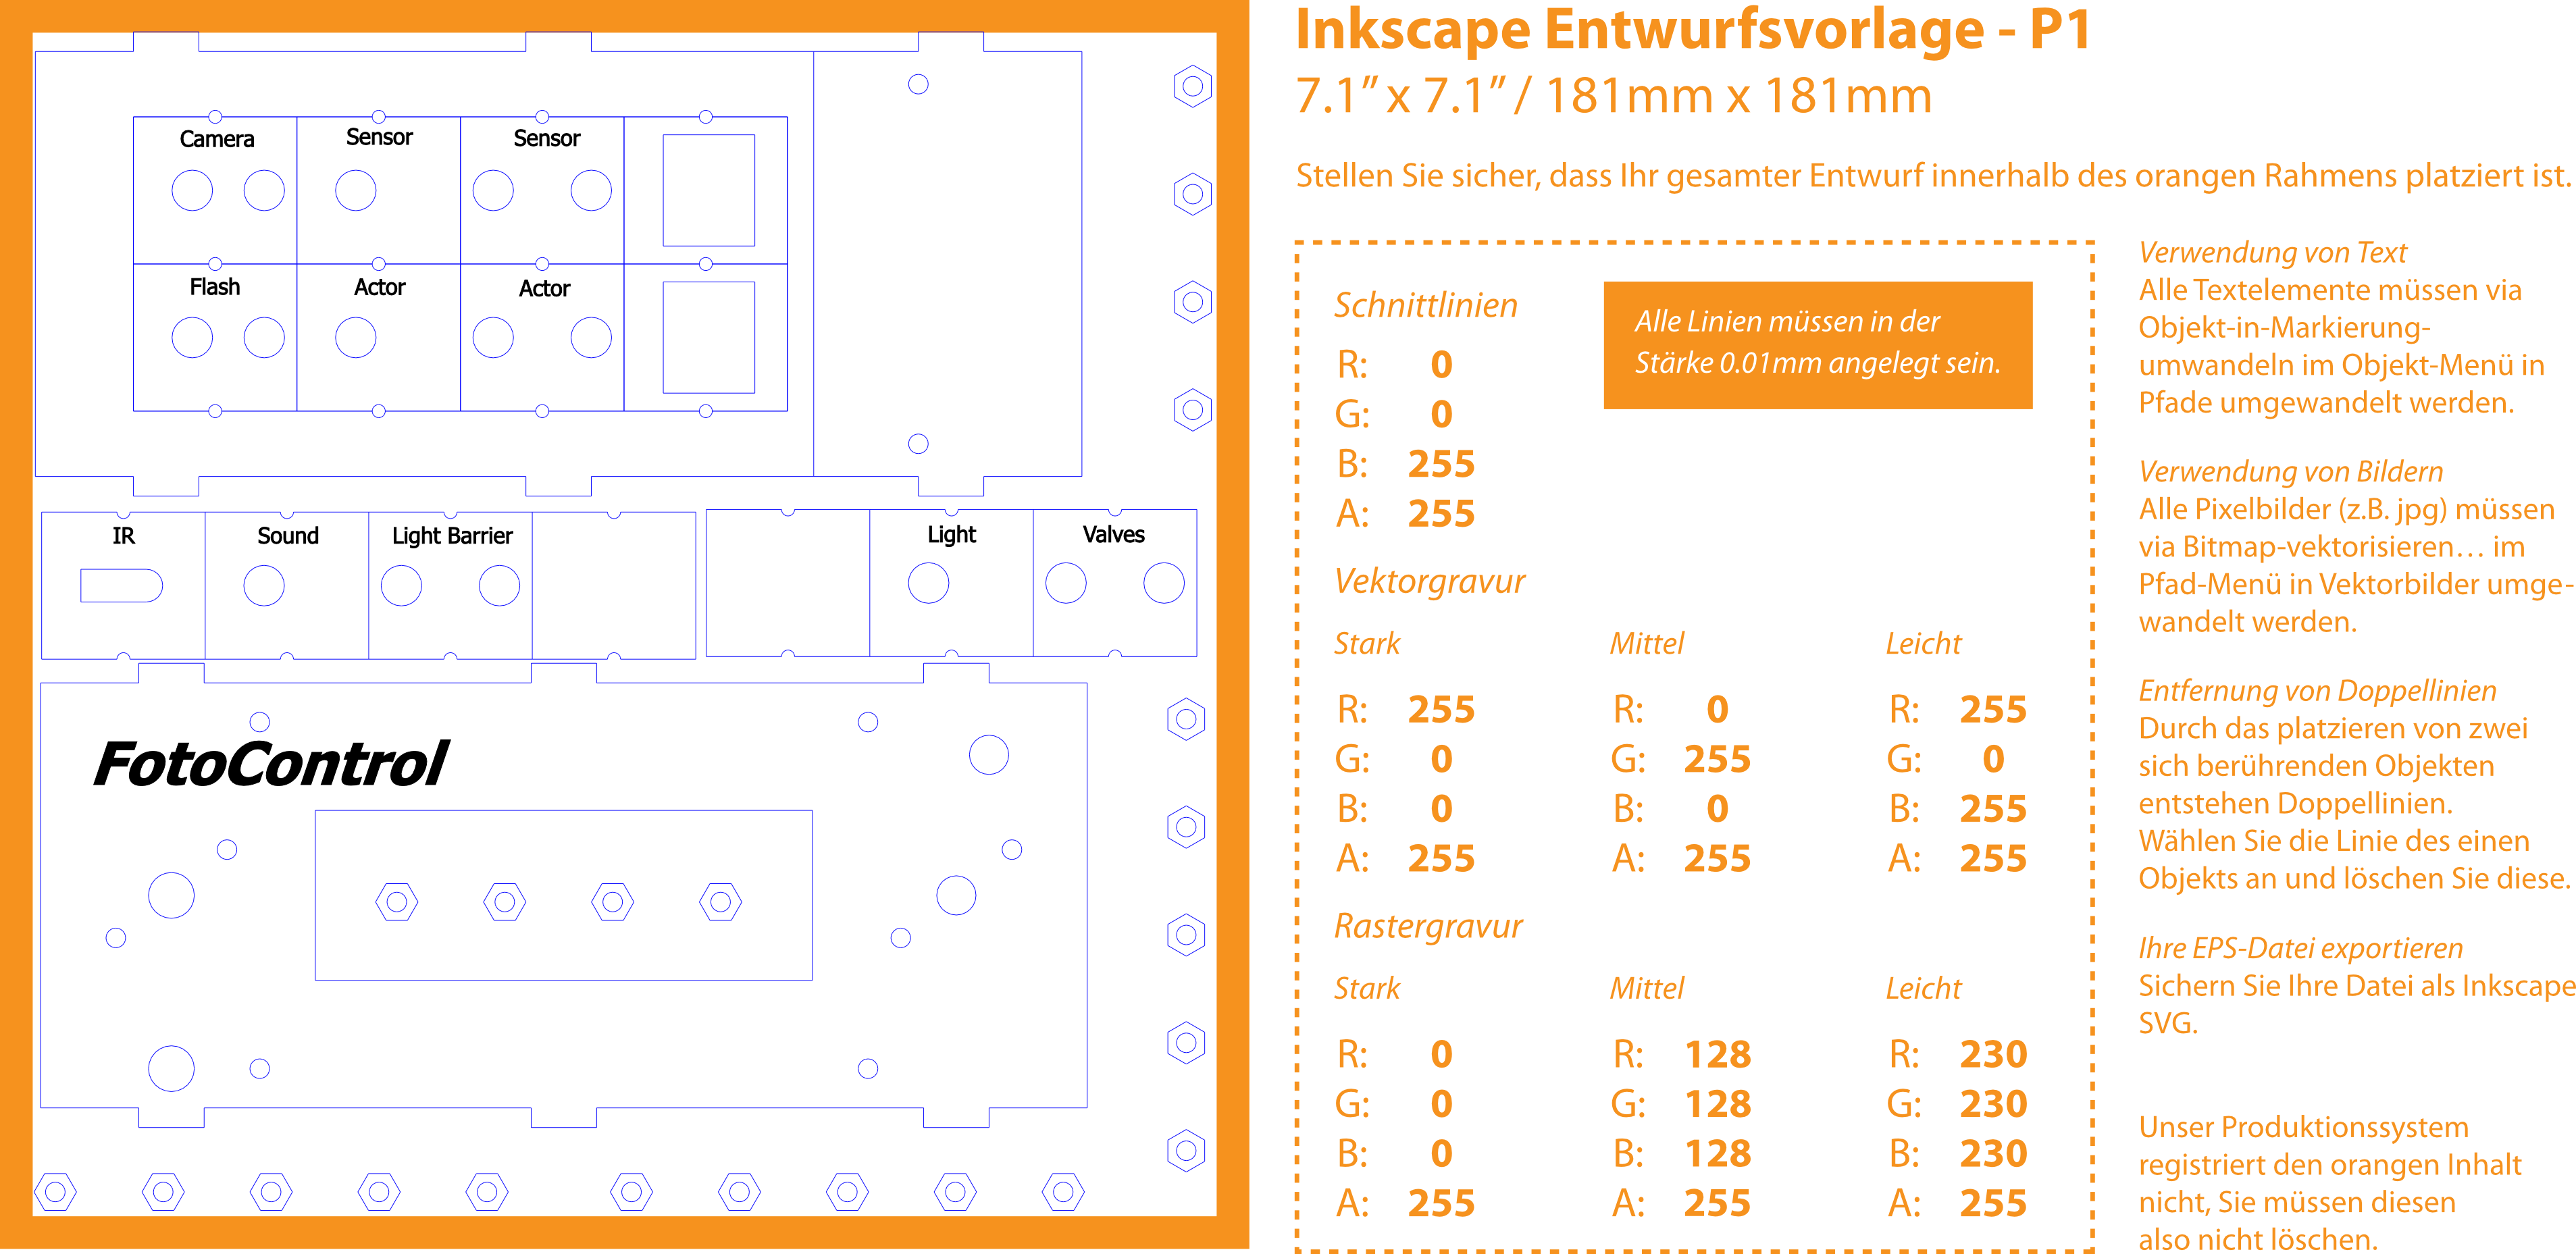 Camera
Sensor
Sensor
Flash
Actor
Actor
IR
Sound
Light Barrier
Light
Valves
FotoControl
Inkscape Entwurfsvorlage - P1
7.1” x 7.1” / 181mm x 181mm
Stellen Sie sicher, dass Ihr gesamter Entwurf innerhalb des orangen Rahmens platziert ist.
Schnittlinien
R: 0
G: 0
B: 255
A: 255
Alle Linien müssen in der
Stärke 0.01mm angelegt sein.
Vektorgravur
Stark Mittel Leicht
R: 255 R: 0 R: 255
G: 0 G: 255 G: 0
B: 0 B: 0 B: 255
A: 255 A: 255 A: 255
Rastergravur
Stark Mittel Leicht
R: 0 R: 128 R: 230
G: 0 G: 128 G: 230
B: 0 B: 128 B: 230
A: 255 A: 255 A: 255
Verwendung von Text
Alle Textelemente müssen via
Objekt-in-Markierung-
umwandeln im Objekt-Menü in
Pfade umgewandelt werden.
Verwendung von Bildern
Alle Pixelbilder (z.B. jpg) müssen
via Bitmap-vektorisieren… im
Pfad-Menü in Vektorbilder umge-
wandelt werden.
Entfernung von Doppellinien
Durch das platzieren von zwei
sich berührenden Objekten
entstehen Doppellinien.
Wählen Sie die Linie des einen
Objekts an und löschen Sie diese.
Ihre EPS-Datei exportieren
Sichern Sie Ihre Datei als Inkscape
SVG.
Unser Produktionssystem
registriert den orangen Inhalt
nicht, Sie müssen diesen
also nicht löschen.